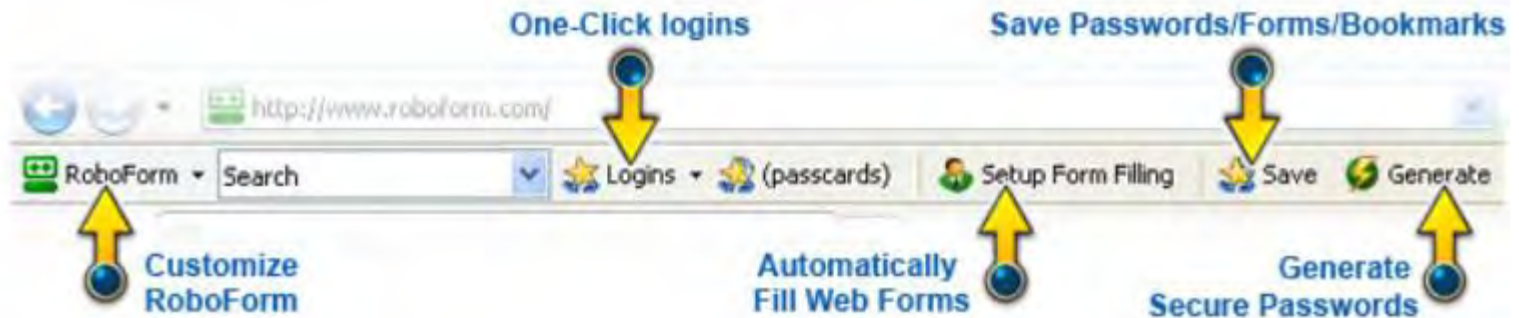 One-Click logins
Save Passwords/Forms/Bookmarks
http://www.roboform.com/
RoboForm Search Logins (passcards) Setup Form Filling Save Generate
Customize
RoboForm
Automatically
Fill Web Forms
Generate
Secure Passwords